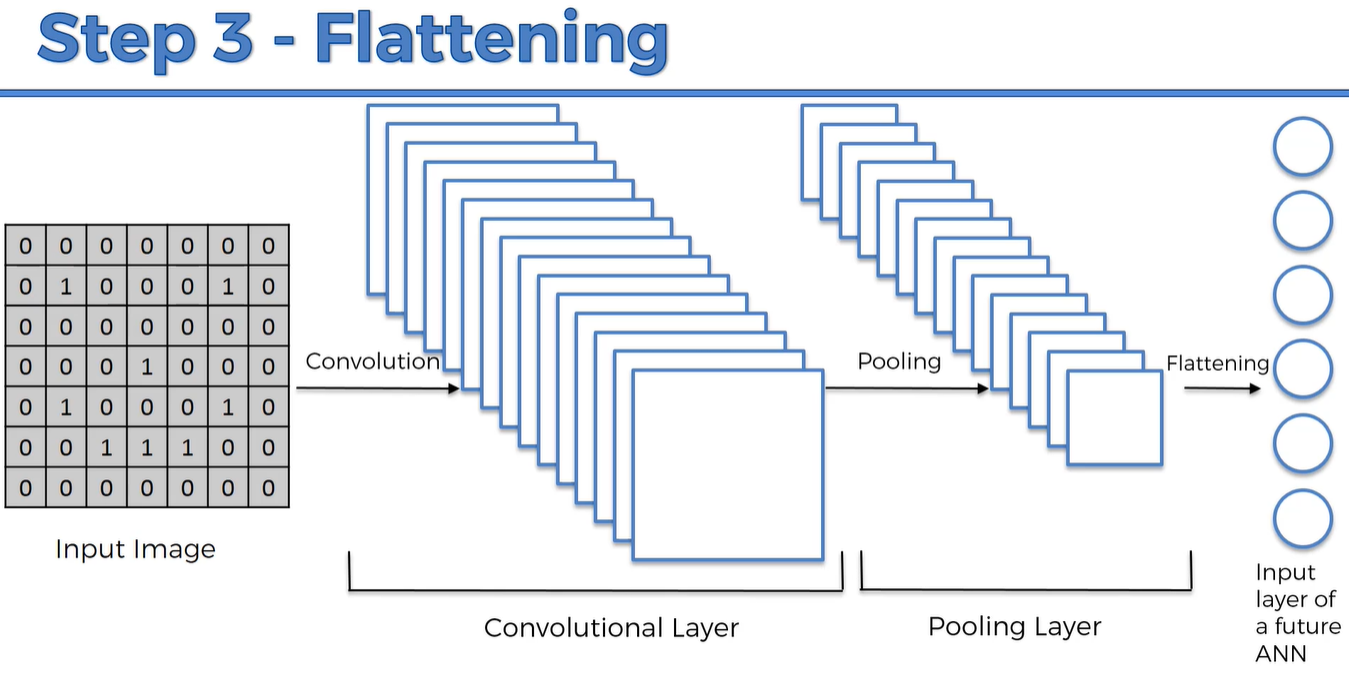 Step 3 - Flattening
0 0 0 0 0 0 0
0 1 0 0 0 1 0
0 0 0 0 0 0 0
0 0 0 1 0 0 0
0 1 0 0 0 1 0
0 0 1 1 1 0 0
0 0 0 0 0 0 0
Input Image
Convolution
Convolutional Layer
Pooling
Pooling Layer
Flattening
Input
layer of
a future
ANN